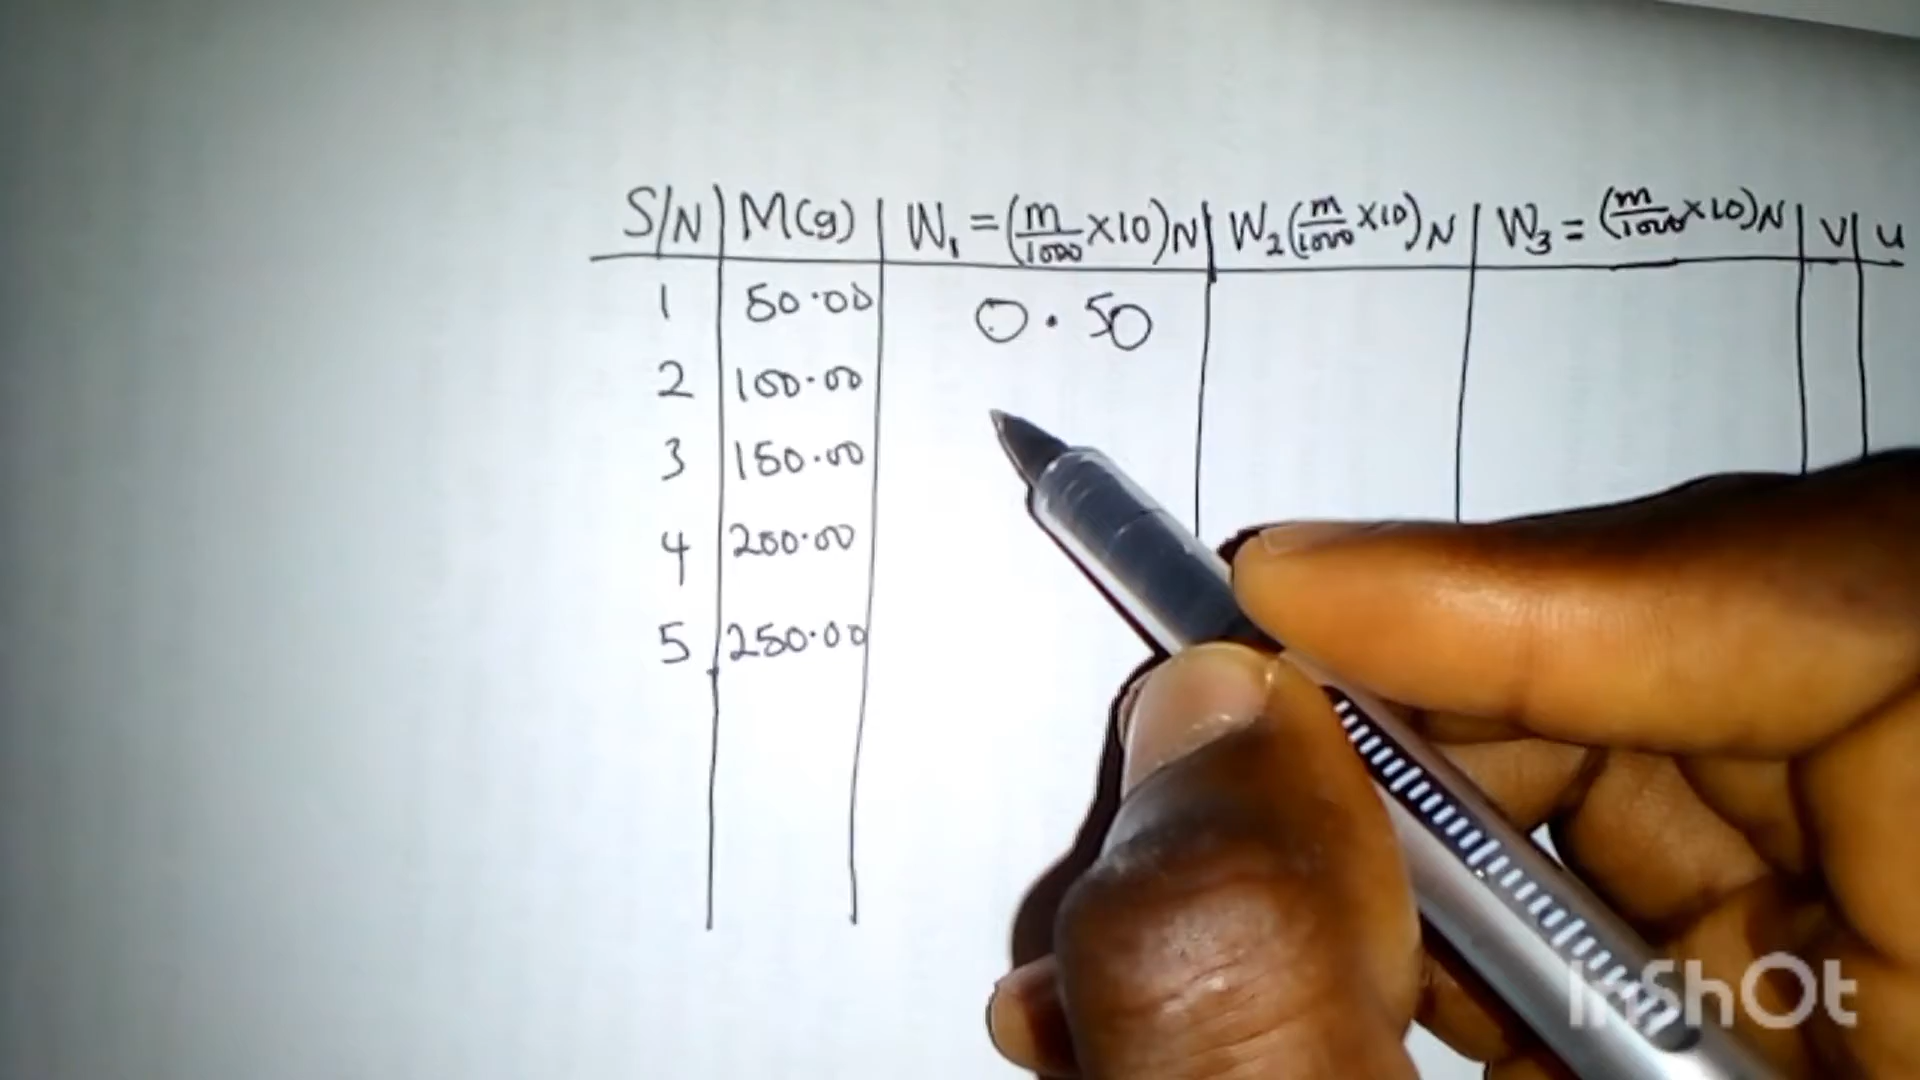 S/N M(g) W₁ = (m/1000 ×10)N W₂(m/1000 ×10)N W₃ = (m/1000 ×10)N V u
1 50.00 0.50
2 100.00
3 150.00
4 200.00
5 250.00
InShOt